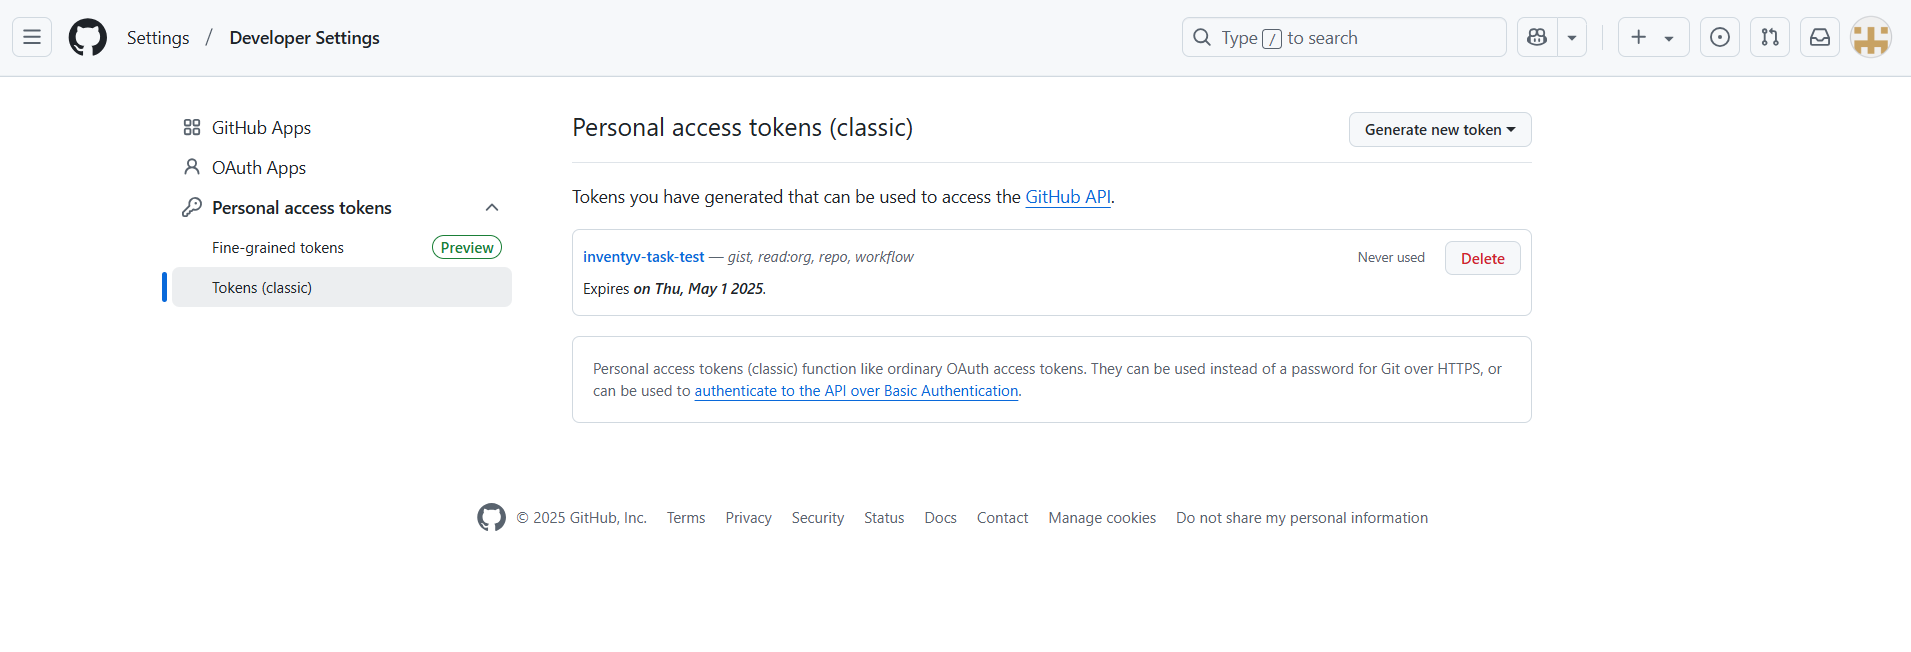 Settings / Developer Settings
Type / to search
GitHub Apps
OAuth Apps
Personal access tokens
Fine-grained tokens Preview
Tokens (classic)
Personal access tokens (classic)
Generate new token
Tokens you have generated that can be used to access the GitHub API.
inventyv-task-test — gist, read:org, repo, workflow
Never used
Delete
Expires on Thu, May 1 2025.
Personal access tokens (classic) function like ordinary OAuth access tokens. They can be used instead of a password for Git over HTTPS, or
can be used to authenticate to the API over Basic Authentication.
© 2025 GitHub, Inc. Terms Privacy Security Status Docs Contact Manage cookies Do not share my personal information